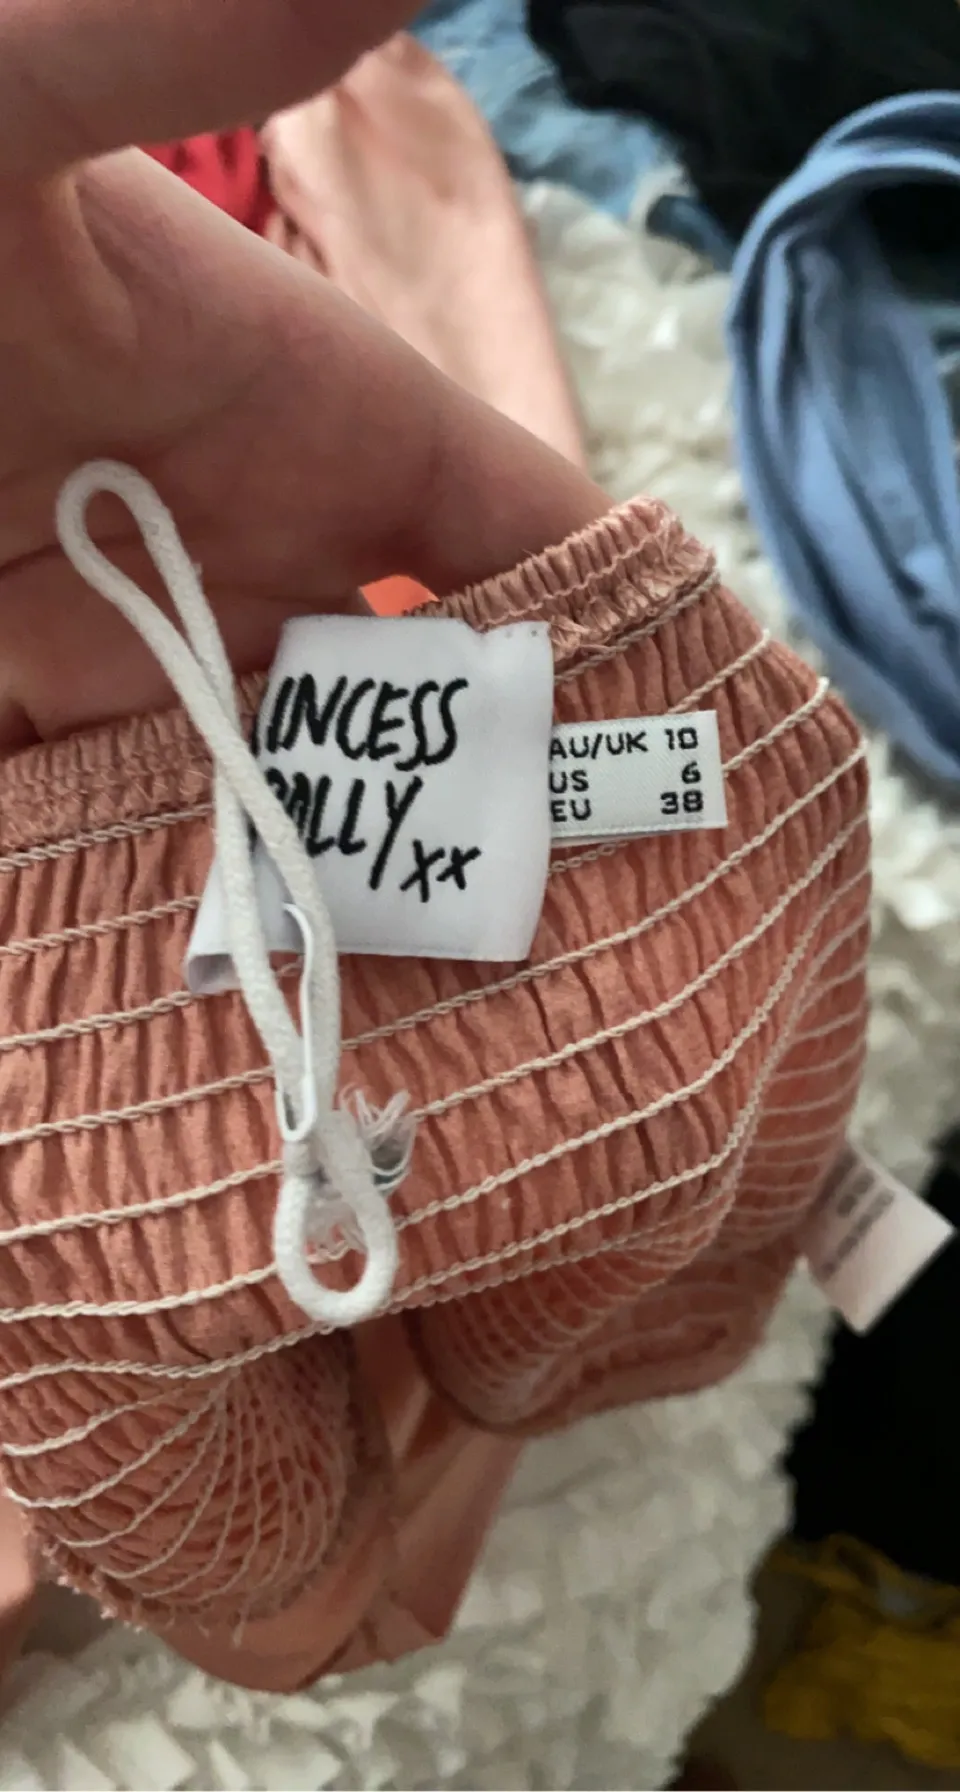 INCESS
OLLY
xx
AU/UK 10
US 6
EU 38